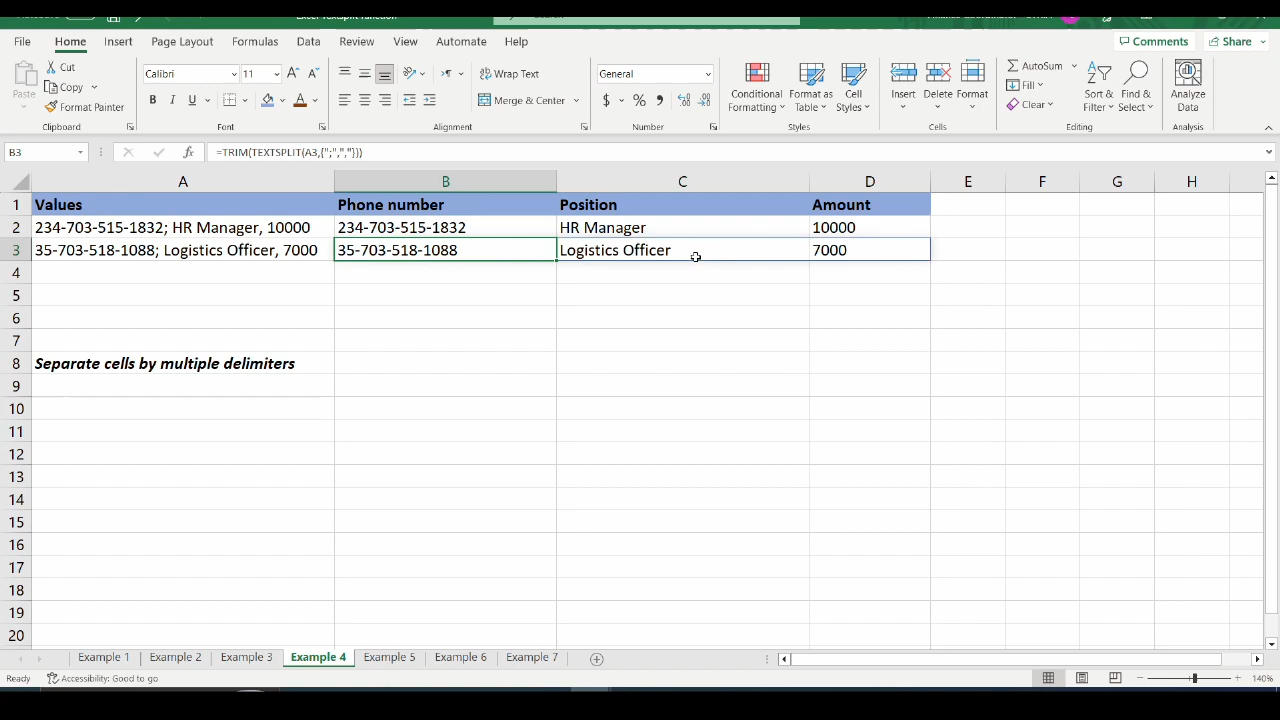 Excel Textsplit function
File Home Insert Page Layout Formulas Data Review View Automate Help Comments Share
Paste Cut Copy Format Painter Clipboard
Calibri 11 B I U A Font
Wrap Text Merge & Center Alignment
General $ % Number
Conditional Formatting Format as Table Cell Styles Styles
Insert Delete Format Cells
AutoSum Fill Clear Sort & Filter Find & Select Editing
Analyze Data Analysis
B3 fx =TRIM(TEXTSPLIT(A3,{";",","}))
A B C D E F G H
1 Values Phone number Position Amount
2 234-703-515-1832; HR Manager, 10000 234-703-515-1832 HR Manager 10000
3 35-703-518-1088; Logistics Officer, 7000 35-703-518-1088 Logistics Officer 7000
4
5
6
7
8 Separate cells by multiple delimiters
9
10
11
12
13
14
15
16
17
18
19
20
Example 1 Example 2 Example 3 Example 4 Example 5 Example 6 Example 7
Ready Accessibility: Good to go 140%